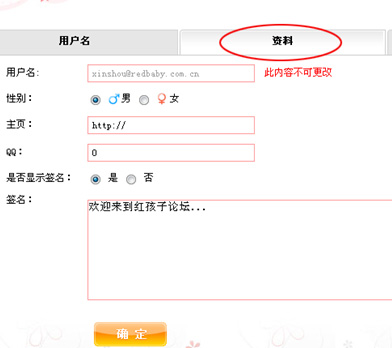 用户名 资料
用户名: xinzhou@redbaby.com.cn 此内容不可更改
性别: 男 女
主页: http://
QQ: 0
是否显示签名: 是 否
签名: 欢迎来到红孩子论坛...
确 定